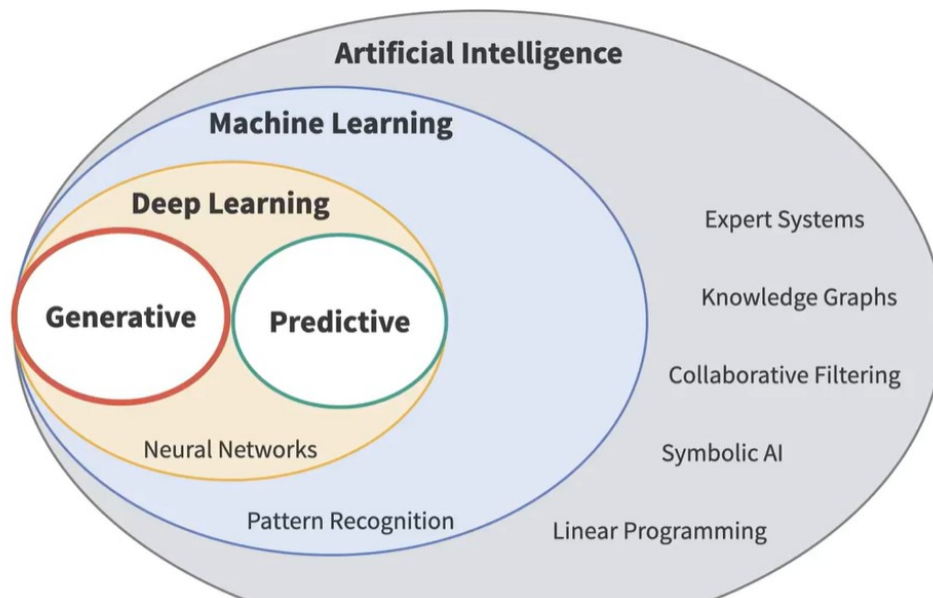 Artificial Intelligence
Machine Learning
Deep Learning
Generative
Predictive
Neural Networks
Pattern Recognition
Expert Systems
Knowledge Graphs
Collaborative Filtering
Symbolic AI
Linear Programming